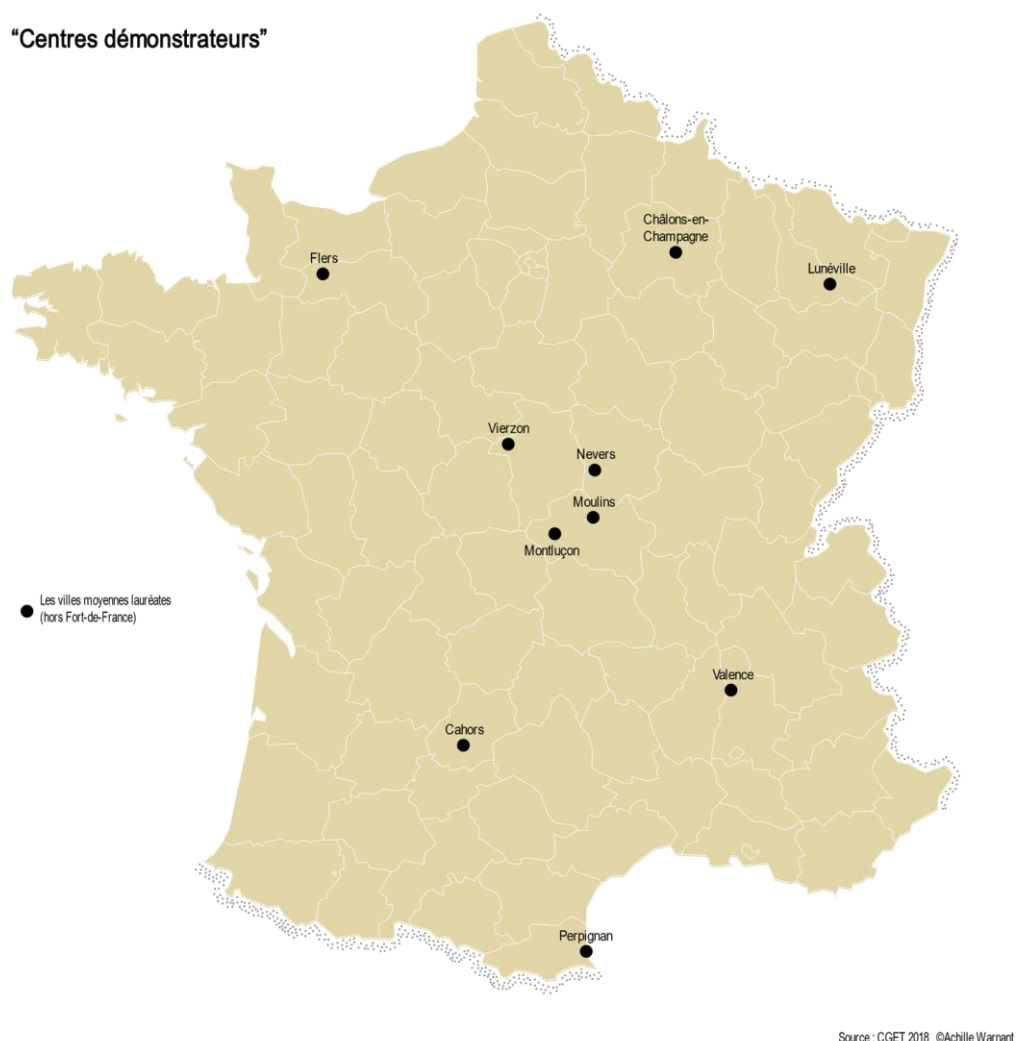 “Centres démonstrateurs”
Châlons-en-
Champagne
Flers
Lunéville
Vierzon
Nevers
Moulins
Montluçon
Les villes moyennes lauréates
(hors Fort-de-France)
Valence
Cahors
Perpignan
Source : CGET 2018 ©Achille Warnant